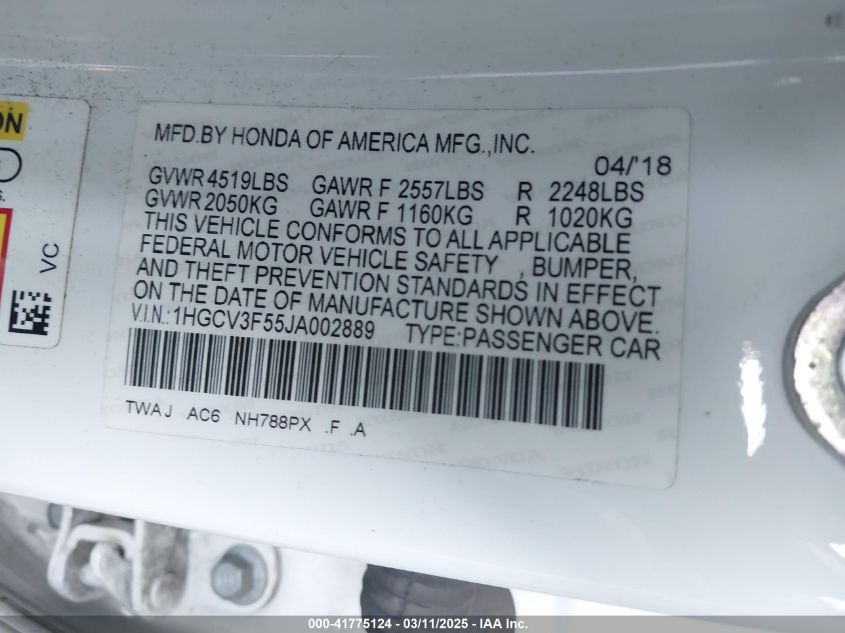 ON
S.
VC
MFD.BY HONDA OF AMERICA MFG.,INC.
04/'18
GVWR 4519LBS GAWR F 2557LBS R 2248LBS
GVWR 2050KG GAWR F 1160KG R 1020KG
THIS VEHICLE CONFORMS TO ALL APPLICABLE
FEDERAL MOTOR VEHICLE SAFETY , BUMPER,
AND THEFT PREVENTION STANDARDS IN EFFECT
ON THE DATE OF MANUFACTURE SHOWN ABOVE.
V.I.N.:1HGCV3F55JA002889 TYPE:PASSENGER CAR
TWAJ AC6 NH788PX .F .A
HONDA
000-41775124 - 03/11/2025 - IAA Inc.